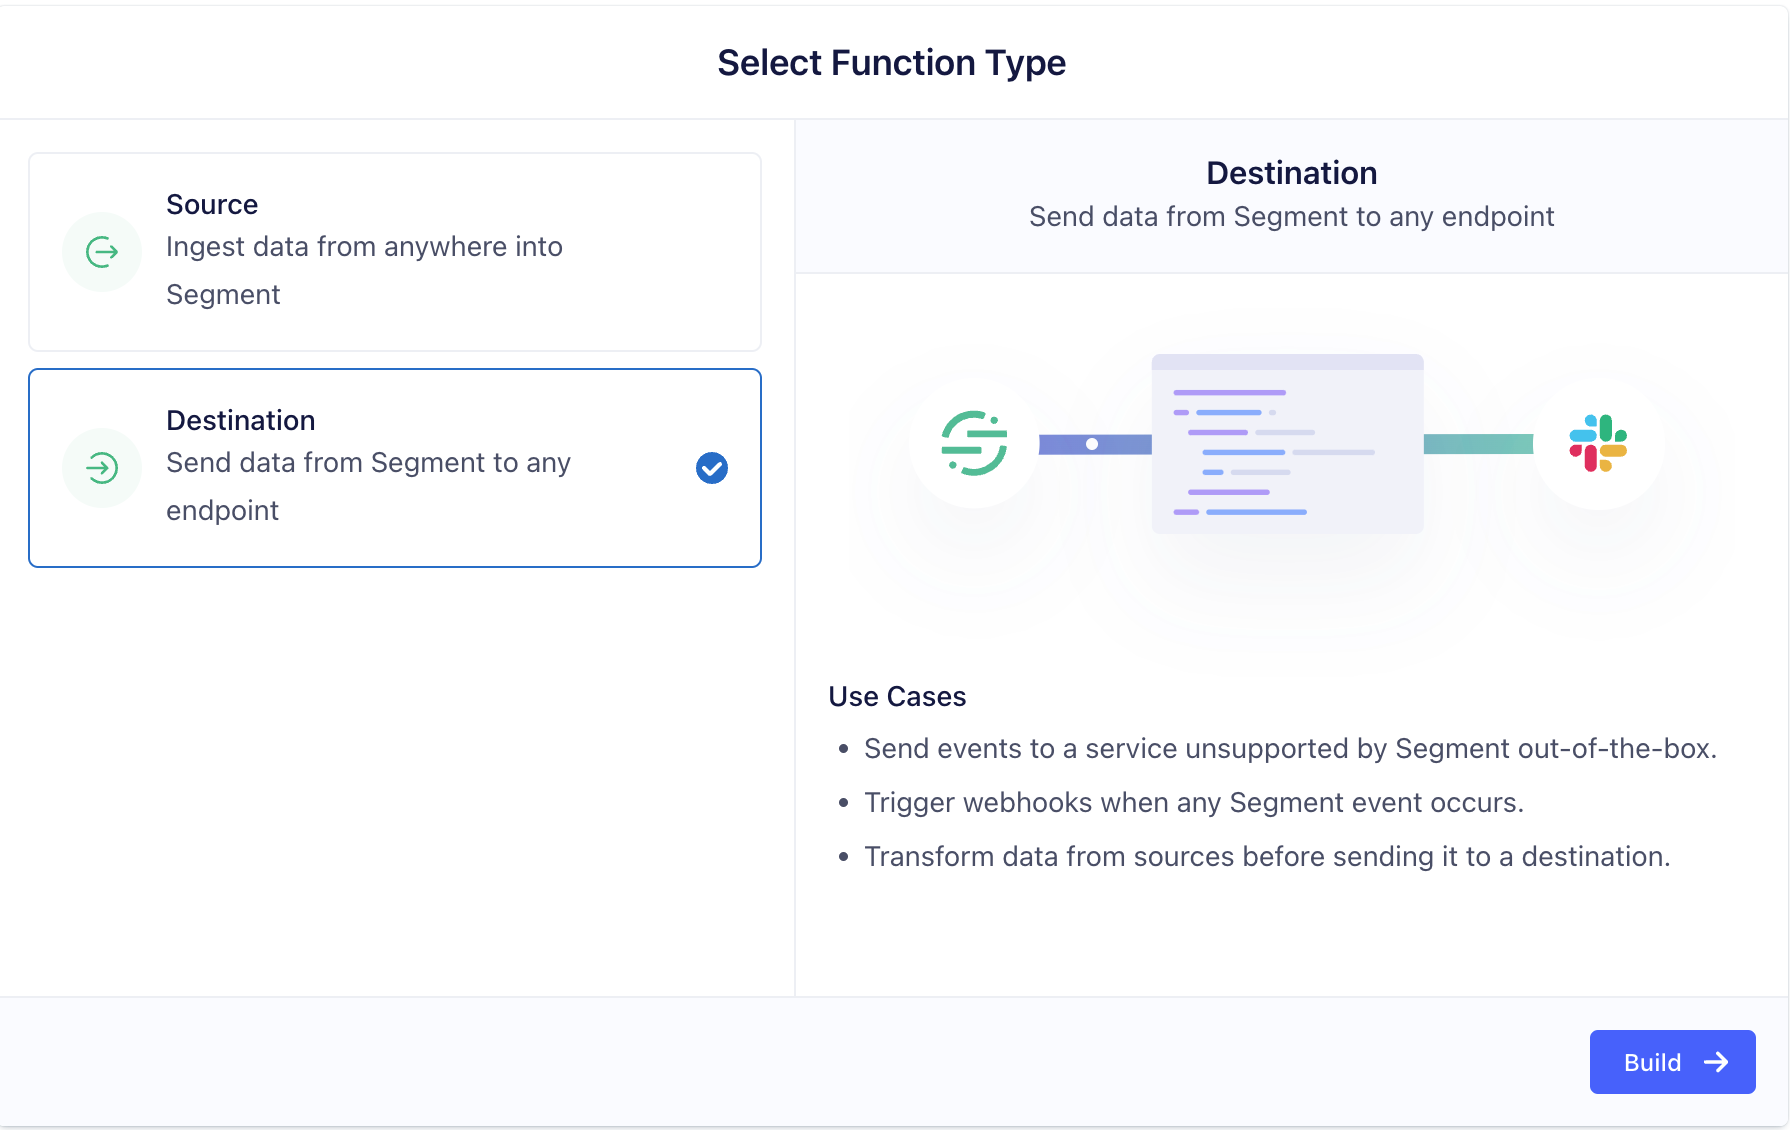 Select Function Type
Source
Ingest data from anywhere into
Segment
Destination
Send data from Segment to any
endpoint
Destination
Send data from Segment to any endpoint
Use Cases
• Send events to a service unsupported by Segment out-of-the-box.
• Trigger webhooks when any Segment event occurs.
• Transform data from sources before sending it to a destination.
Build